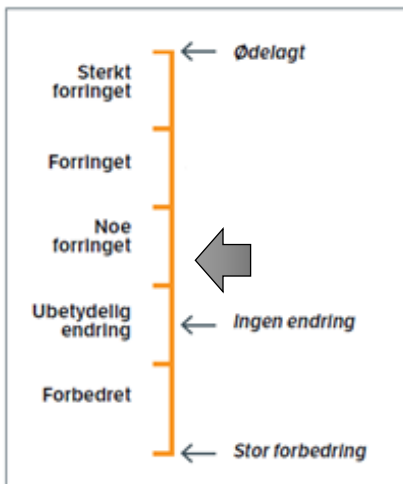 Ødelagt
Sterkt
forringet
Forringet
Noe
forringet
Ubetydelig
endring
Ingen endring
Forbedret
Stor forbedring